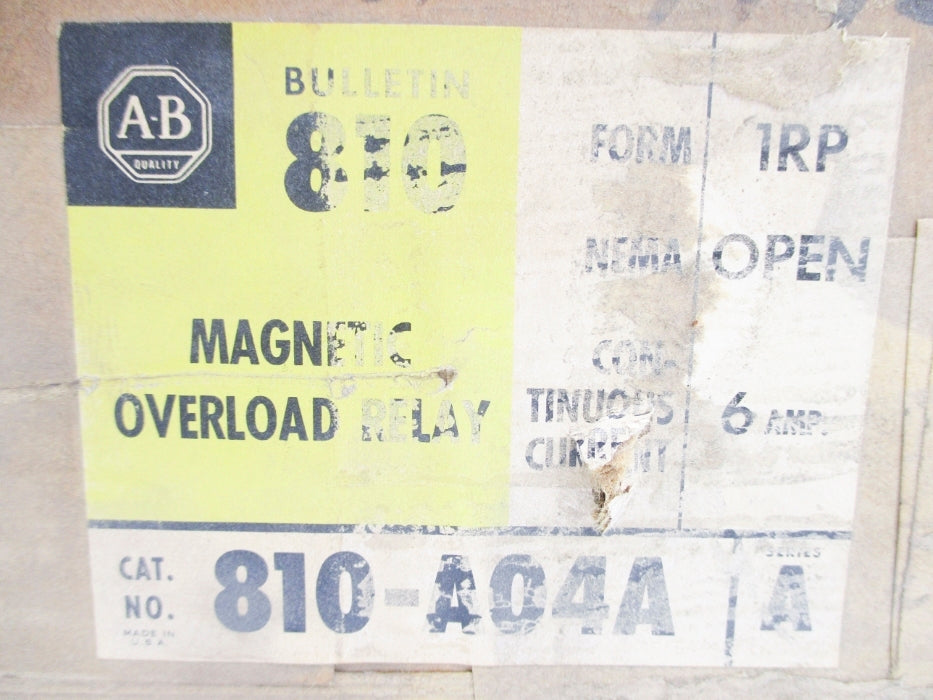 A-B
QUALITY
BULLETIN
810
MAGNETIC
OVERLOAD RELAY
FORM 1RP
NEMA OPEN
CON-
TINUOUS
CURRENT
6 AMP.
CAT.
NO.
810-A04A
MADE IN
U.S.A
SERIES
A